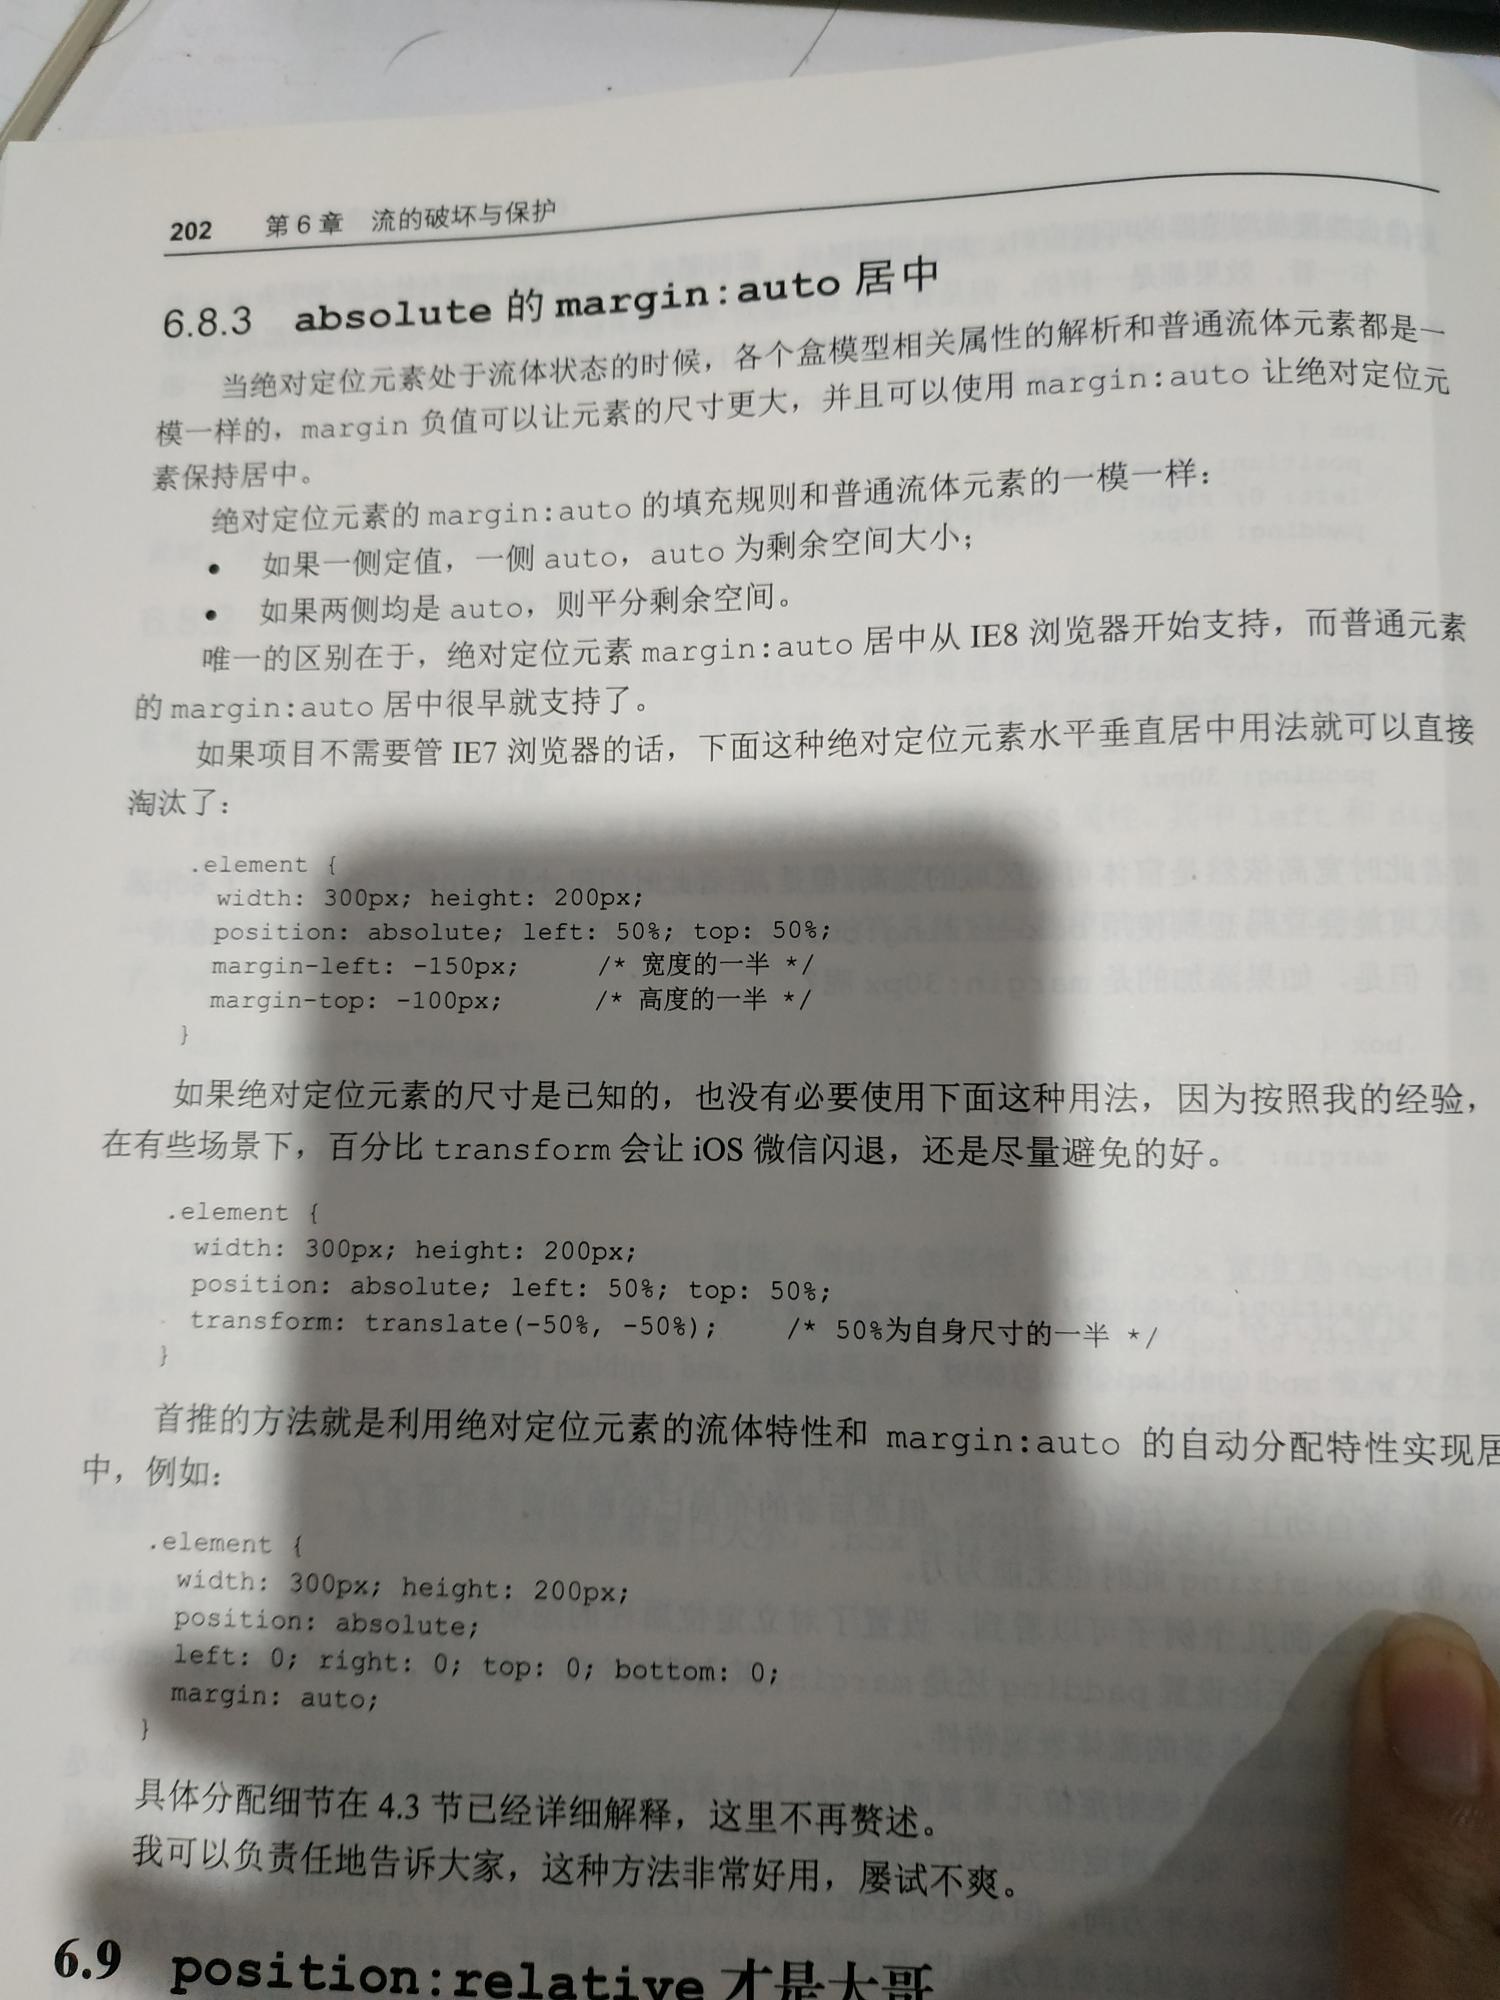 202 第6章 流的破坏与保护
6.8.3 absolute 的 margin:auto 居中
当绝对定位元素处于流体状态的时候，各个盒模型相关属性的解析和普通流体元素都是一
模一样的，margin 负值可以让元素的尺寸更大，并且可以使用 margin:auto 让绝对定位元
素保持居中。
绝对定位元素的 margin:auto 的填充规则和普通流体元素的一模一样：
• 如果一侧定值，一侧 auto，auto 为剩余空间大小；
• 如果两侧均是 auto，则平分剩余空间。
唯一的区别在于，绝对定位元素 margin:auto 居中从 IE8 浏览器开始支持，而普通元素
的 margin:auto 居中很早就支持了。
如果项目不需要管 IE7 浏览器的话，下面这种绝对定位元素水平垂直居中用法就可以直接
淘汰了：
.element {
width: 300px; height: 200px;
position: absolute; left: 50%; top: 50%;
margin-left: -150px; /* 宽度的一半 */
margin-top: -100px; /* 高度的一半 */
}
如果绝对定位元素的尺寸是已知的，也没有必要使用下面这种用法，因为按照我的经验，
在有些场景下，百分比 transform 会让 iOS 微信闪退，还是尽量避免的好。
.element {
width: 300px; height: 200px;
position: absolute; left: 50%; top: 50%;
transform: translate(-50%, -50%); /* 50%为自身尺寸的一半 */
}
首推的方法就是利用绝对定位元素的流体特性和 margin:auto 的自动分配特性实现居
中，例如：
.element {
width: 300px; height: 200px;
position: absolute;
left: 0; right: 0; top: 0; bottom: 0;
margin: auto;
}
具体分配细节在 4.3 节已经详细解释，这里不再赘述。
我可以负责任地告诉大家，这种方法非常好用，屡试不爽。
6.9 position:relative 才是大哥